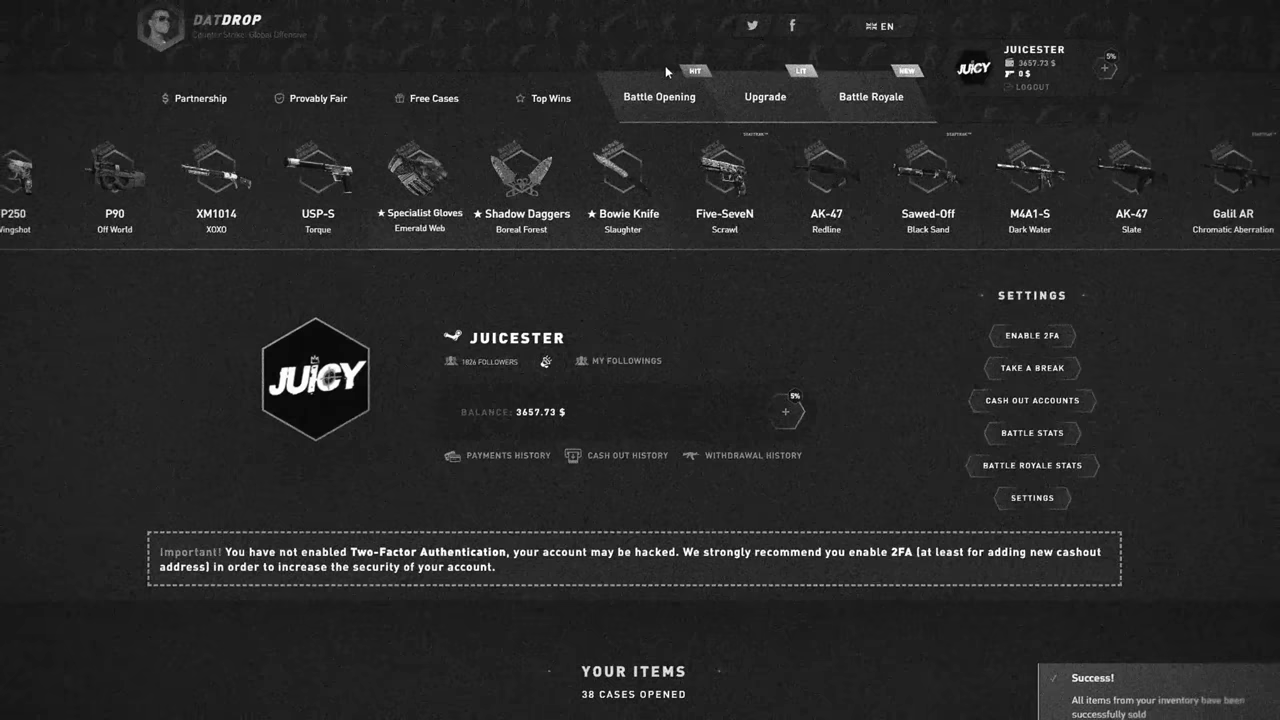 DATDROP
Counter Strike: Global Offensive
EN
JUICESTER
3657.73 $
0 $
LOGOUT
5%
JUICY
Partnership
Provably Fair
Free Cases
Top Wins
HIT
Battle Opening
LIT
Upgrade
NEW
Battle Royale
P250
Wingshot
P90
Off World
XM1014
XOXO
USP-S
Torque
★ Specialist Gloves
Emerald Web
★ Shadow Daggers
Boreal Forest
★ Bowie Knife
Slaughter
STATTRAK™
Five-SeveN
Scrawl
AK-47
Redline
STATTRAK™
Sawed-Off
Black Sand
M4A1-S
Dark Water
AK-47
Slate
Galil AR
Chromatic Aberration
JUICY
JUICESTER
1826 FOLLOWERS
MY FOLLOWINGS
BALANCE: 3657.73 $
5%
PAYMENTS HISTORY
CASH OUT HISTORY
WITHDRAWAL HISTORY
SETTINGS
ENABLE 2FA
TAKE A BREAK
CASH OUT ACCOUNTS
BATTLE STATS
BATTLE ROYALE STATS
SETTINGS
Important! You have not enabled Two-Factor Authentication, your account may be hacked. We strongly recommend you enable 2FA (at least for adding new cashout
address) in order to increase the security of your account.
YOUR ITEMS
38 CASES OPENED
Success!
All items from your inventory have been
successfully sold